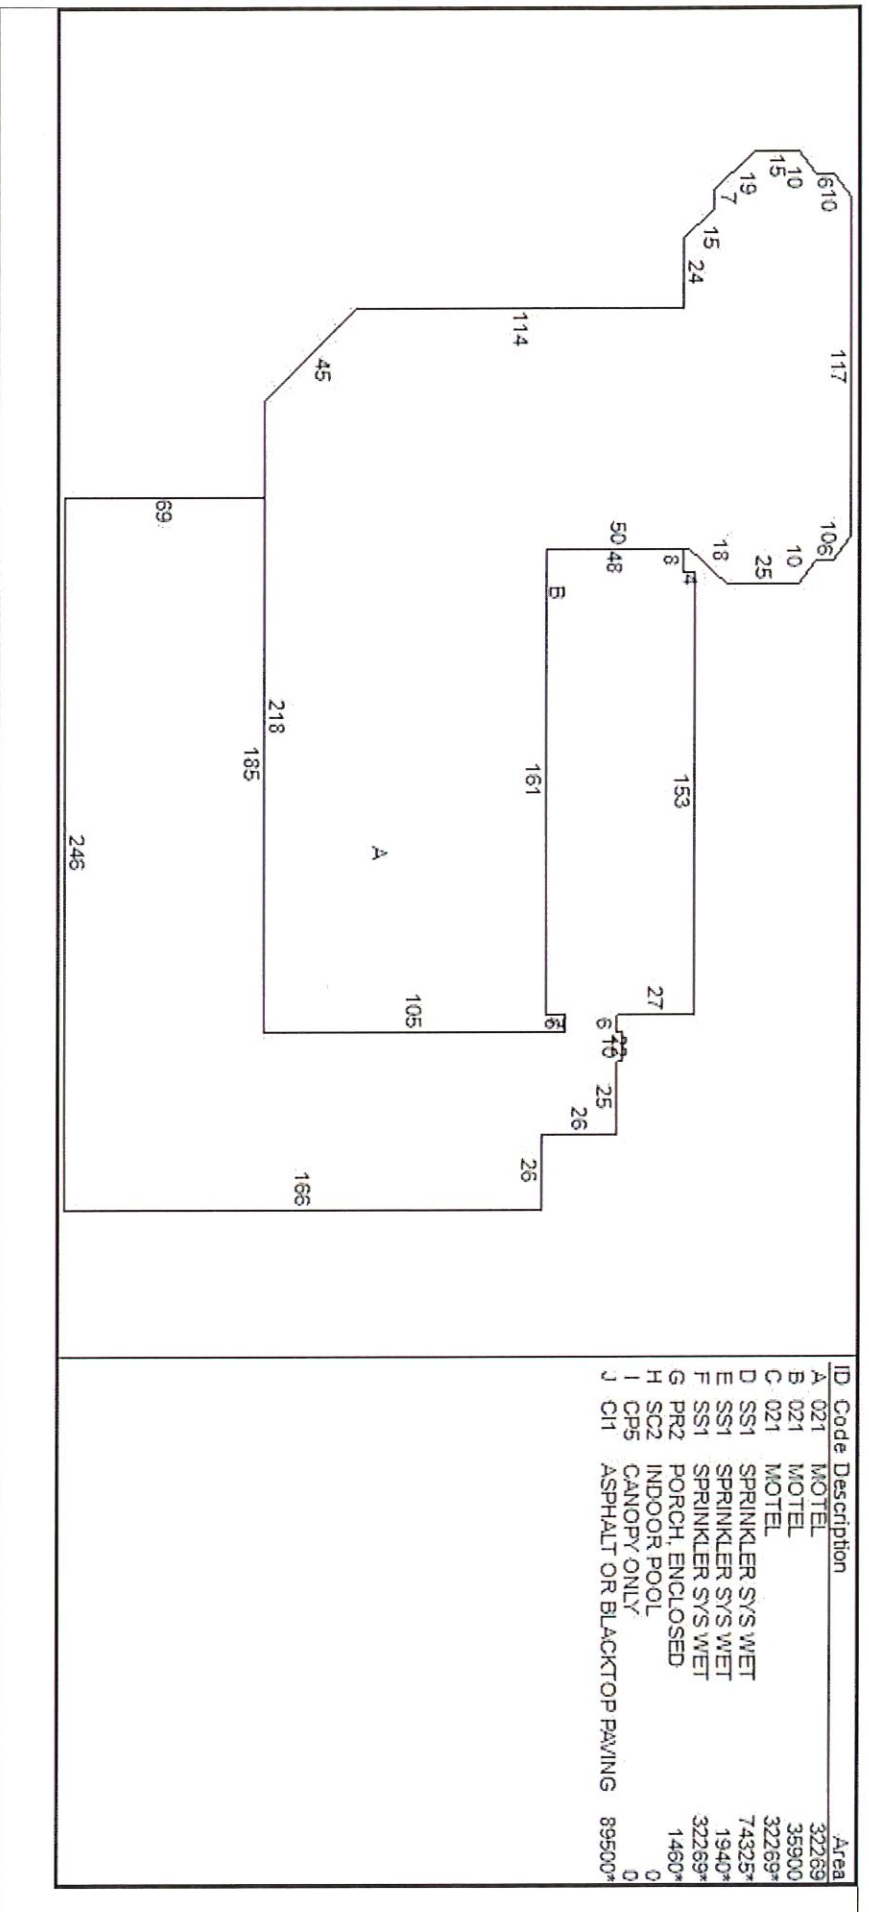 ID Code Description Area
A 021 MOTEL 32269
B 021 MOTEL 35900
C 021 MOTEL 32269*
D SS1 SPRINKLER SYS WET 74325*
E SS1 SPRINKLER SYS WET 1940*
F SS1 SPRINKLER SYS WET 32269*
G PR2 PORCH, ENCLOSED 1460*
H SC2 INDOOR POOL 0
I CP5 CANOPY ONLY 0
J CI1 ASPHALT OR BLACKTOP PAVING 89500*
610
10
15
19
7
15
24
117
106
10
25
18
8
4
114
45
50 48
B
161
153
27
6
6
25
26
26
69
218
185
A
105
246
166